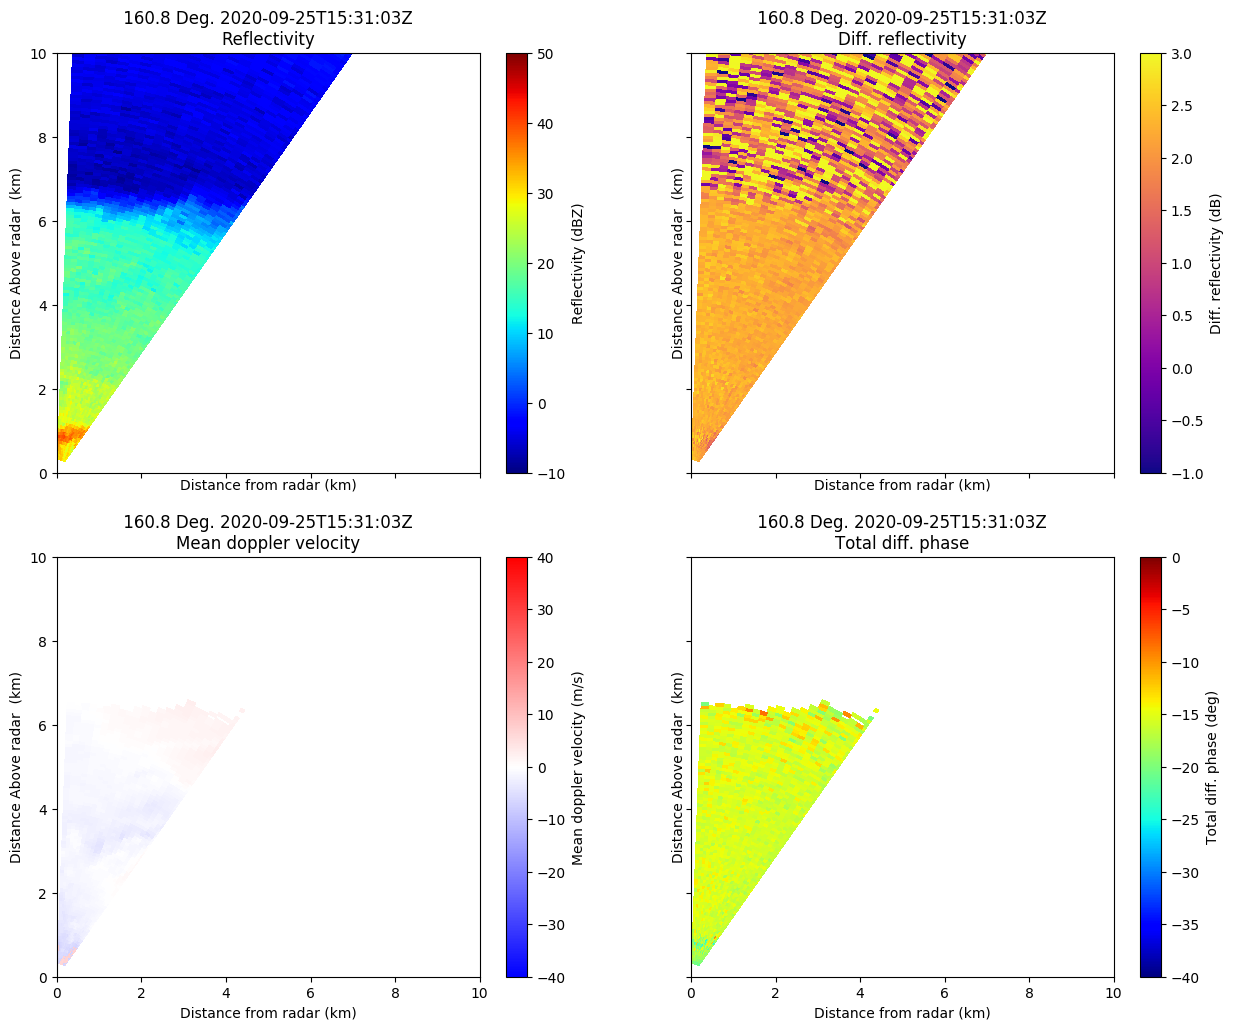 160.8 Deg. 2020-09-25T15:31:03Z
Reflectivity
10
8
6
4
2
0
Distance Above radar  (km)
Distance from radar (km)
50
40
30
20
10
0
−10
Reflectivity (dBZ)
160.8 Deg. 2020-09-25T15:31:03Z
Diff. reflectivity
Distance Above radar  (km)
Distance from radar (km)
3.0
2.5
2.0
1.5
1.0
0.5
0.0
−0.5
−1.0
Diff. reflectivity (dB)
160.8 Deg. 2020-09-25T15:31:03Z
Mean doppler velocity
10
8
6
4
2
0
Distance Above radar  (km)
0 2 4 6 8 10
Distance from radar (km)
40
30
20
10
0
−10
−20
−30
−40
Mean doppler velocity (m/s)
160.8 Deg. 2020-09-25T15:31:03Z
Total diff. phase
Distance Above radar  (km)
0 2 4 6 8 10
Distance from radar (km)
0
−5
−10
−15
−20
−25
−30
−35
−40
Total diff. phase (deg)